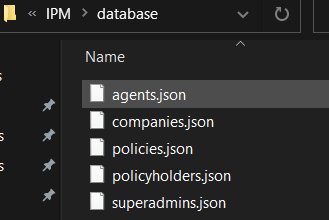 « IPM > database
Name
agents.json
companies.json
policies.json
policyholders.json
superadmins.json